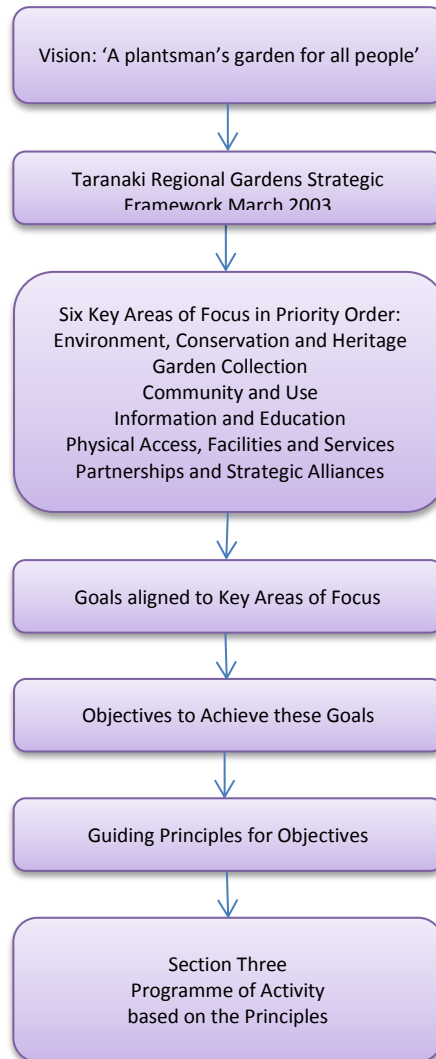 Vision: ‘A plantsman’s garden for all people’
Taranaki Regional Gardens Strategic
Framework March 2003
Six Key Areas of Focus in Priority Order:
Environment, Conservation and Heritage
Garden Collection
Community and Use
Information and Education
Physical Access, Facilities and Services
Partnerships and Strategic Alliances
Goals aligned to Key Areas of Focus
Objectives to Achieve these Goals
Guiding Principles for Objectives
Section Three
Programme of Activity
based on the Principles